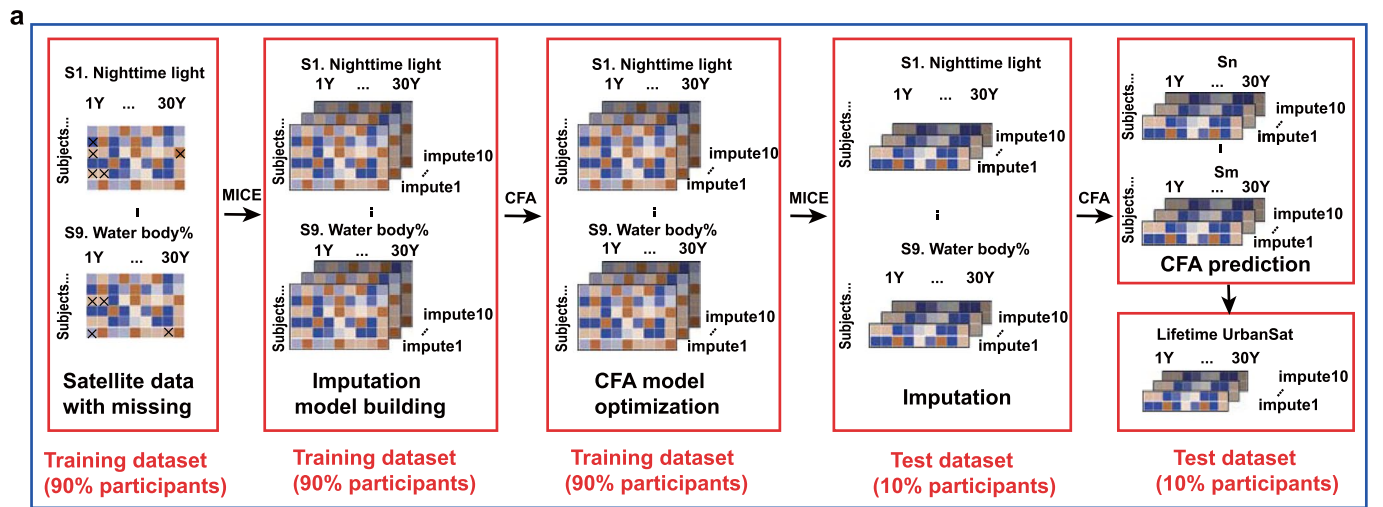 a
S1. Nighttime light
1Y ... 30Y
Subjects...
S9. Water body%
1Y ... 30Y
Subjects...
Satellite data
with missing
Training dataset
(90% participants)
MICE
S1. Nighttime light
1Y ... 30Y
Subjects...
impute10
impute1
S9. Water body%
1Y ... 30Y
Subjects...
impute10
impute1
Imputation
model building
Training dataset
(90% participants)
CFA
S1. Nighttime light
1Y ... 30Y
Subjects...
impute10
impute1
S9. Water body%
1Y ... 30Y
Subjects...
impute10
impute1
CFA model
optimization
Training dataset
(90% participants)
MICE
S1. Nighttime light
1Y ... 30Y
Subjects...
impute10
impute1
S9. Water body%
1Y ... 30Y
Subjects...
impute10
impute1
Imputation
Test dataset
(10% participants)
CFA
Sn
1Y ... 30Y
Subjects...
impute10
impute1
Sm
1Y ... 30Y
Subjects...
impute10
impute1
CFA prediction
Lifetime UrbanSat
1Y ... 30Y
impute10
impute1
Test dataset
(10% participants)